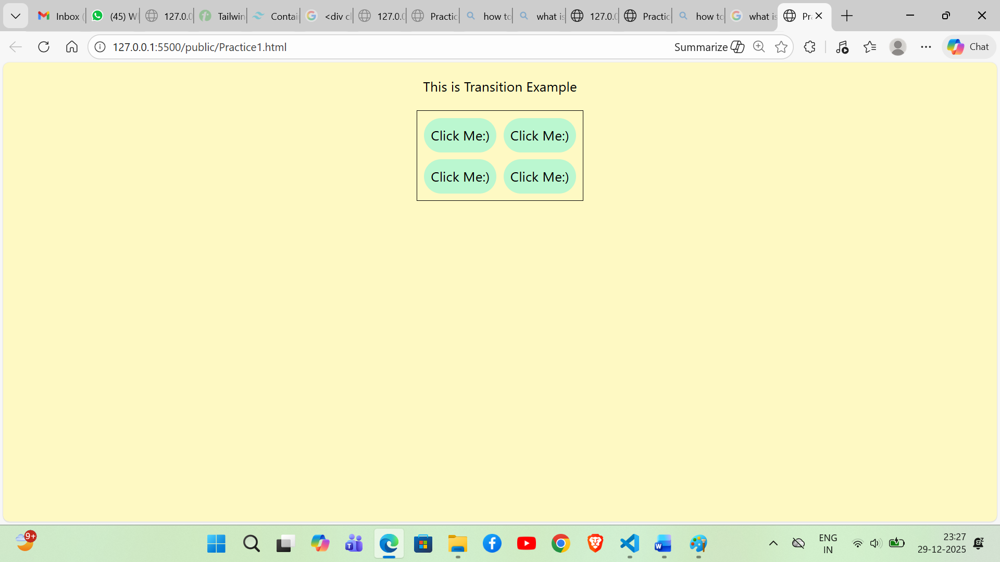 Inbox (
(45) W
127.0.0
Tailwin
Contai
<div cl
127.0.0
Practic
how to
what is
127.0.0
Practic
how to
what is
Pr
127.0.0.1:5500/public/Practice1.html
Summarize
Chat
This is Transition Example
Click Me:) Click Me:)
Click Me:) Click Me:)
9+
ENG
IN
23:27
29-12-2025